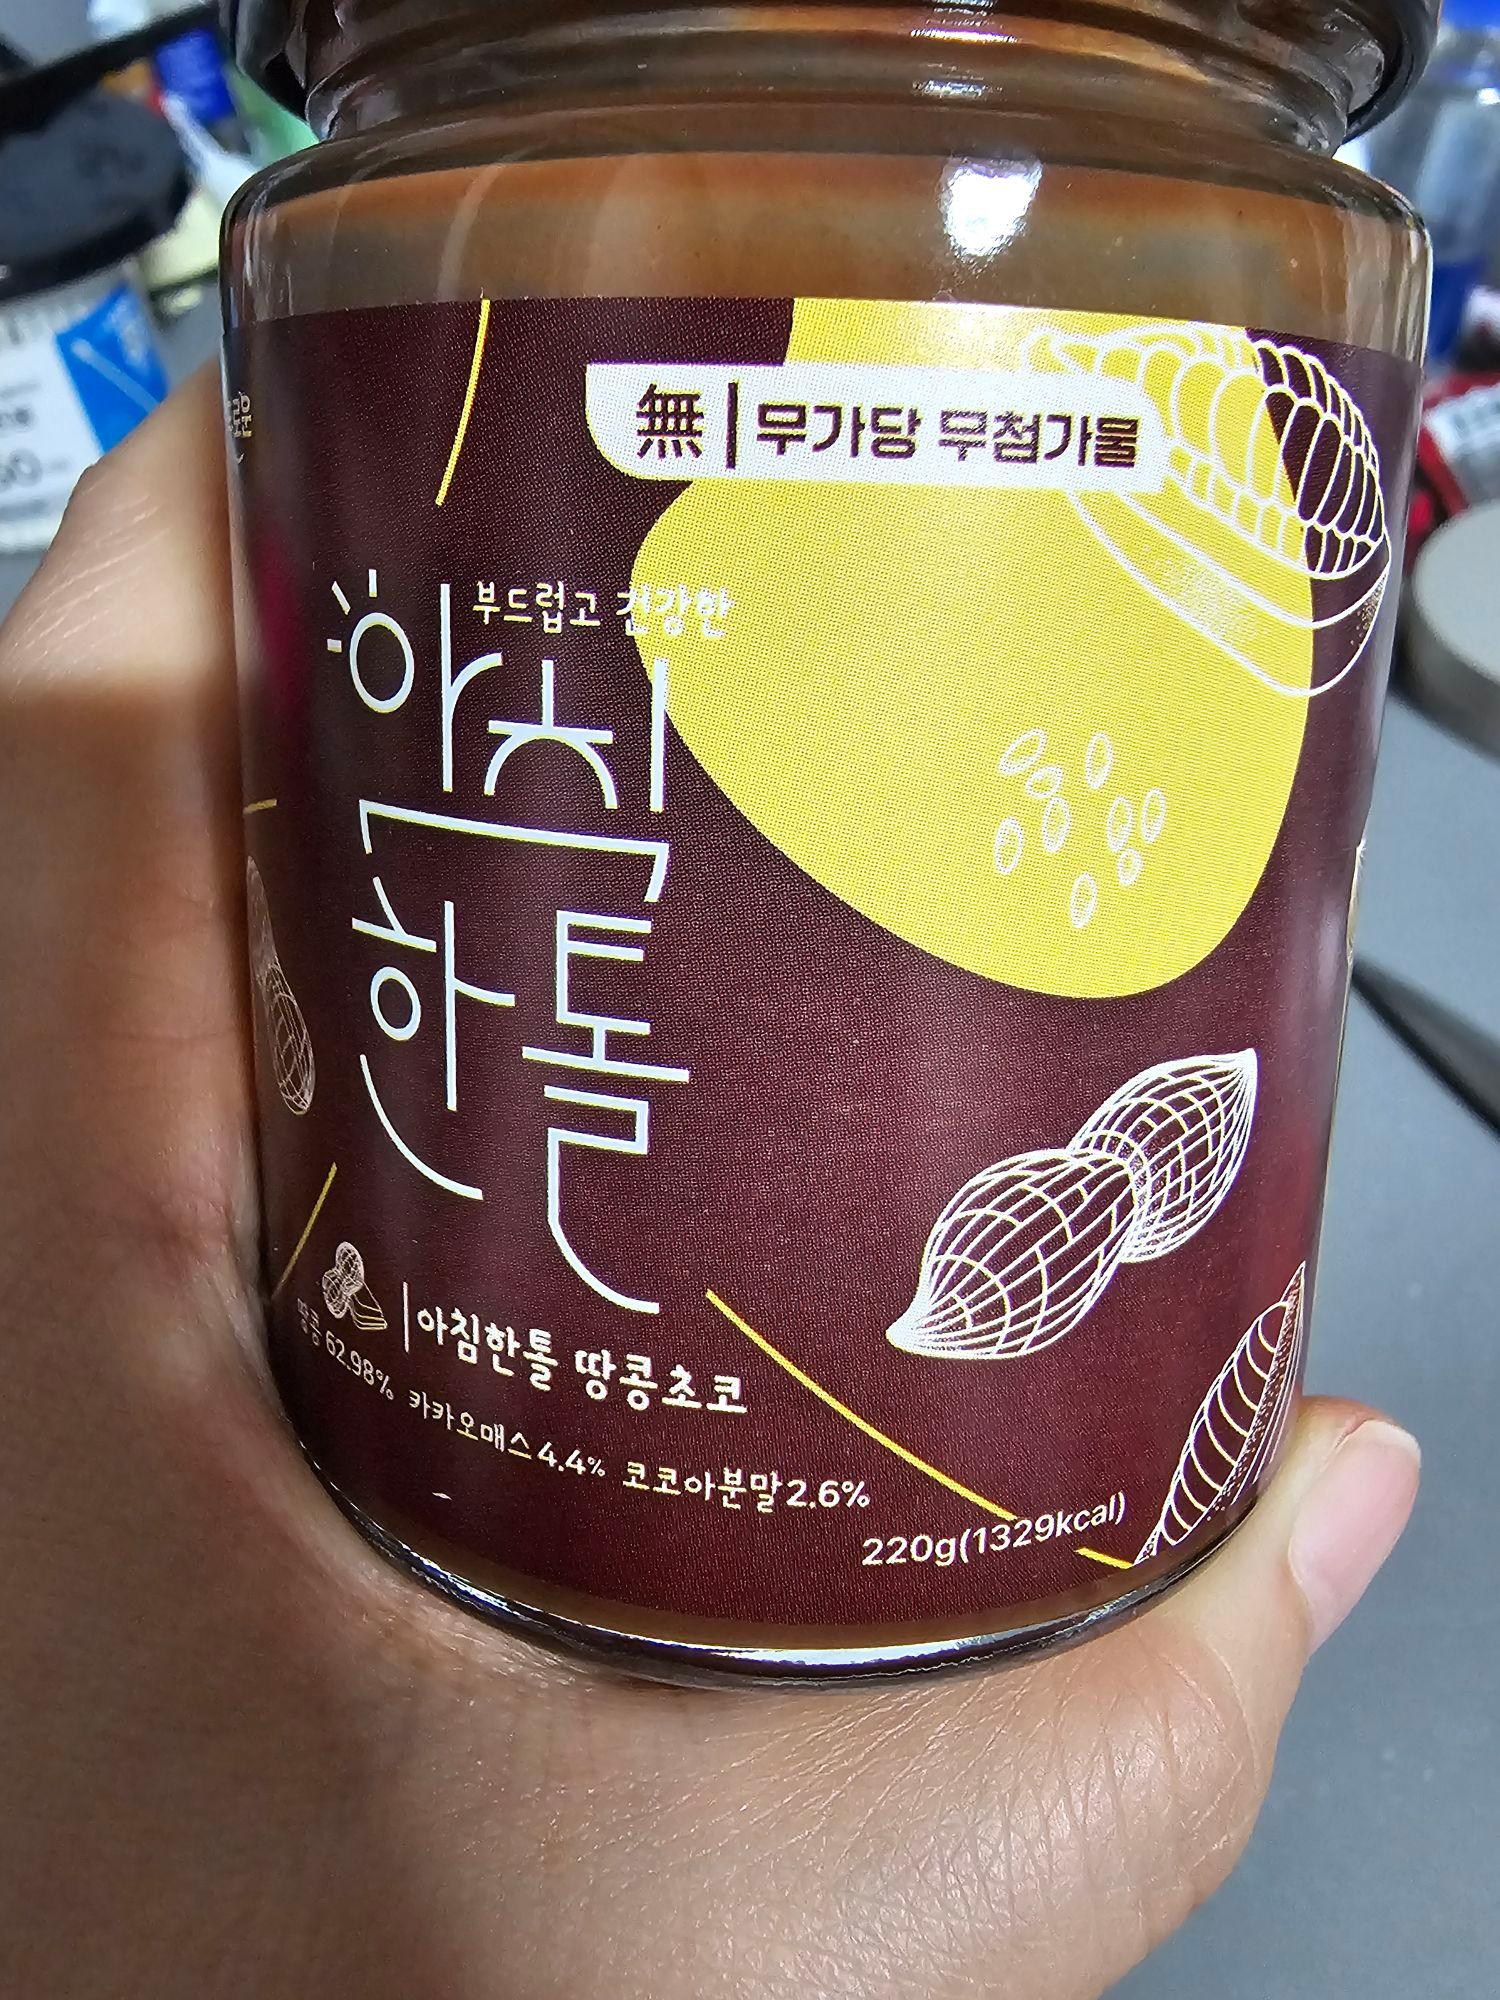 無 | 무가당 무첨가물
부드럽고 건강한
아침
한톨
아침한톨 땅콩초코
땅콩 62.98% 카카오매스 4.4% 코코아분말 2.6%
220g(1329kcal)